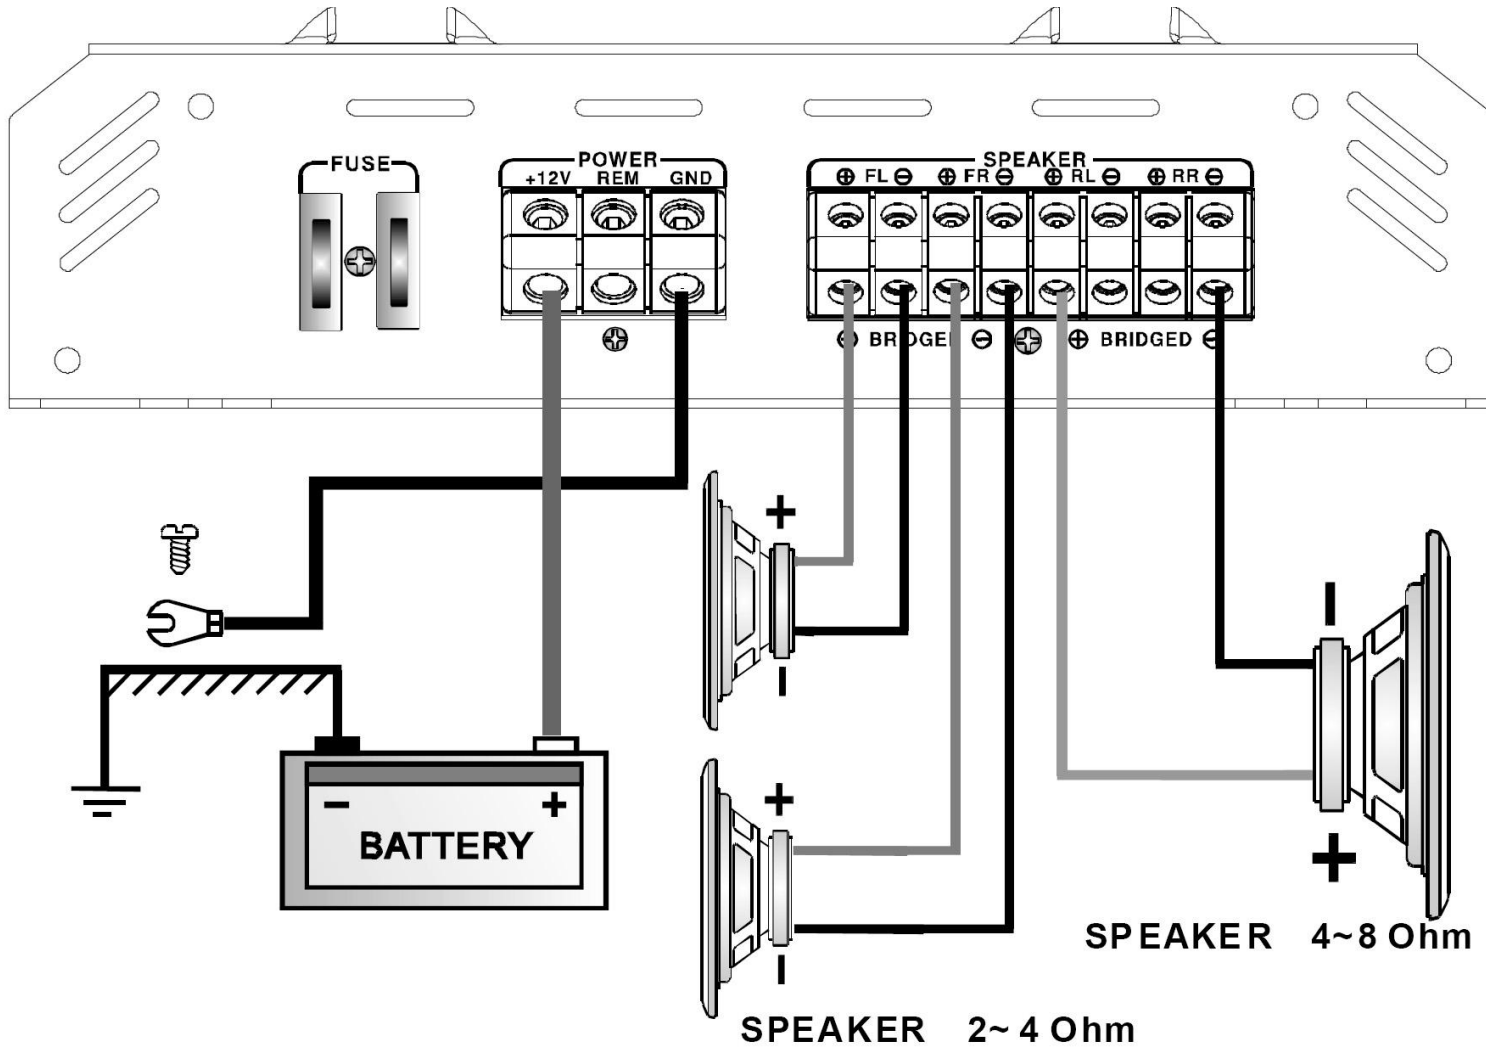 FUSE
POWER
+12V REM GND
SPEAKER
⊕ FL ⊖ ⊕ FR ⊖ ⊕ RL ⊖ ⊕ RR ⊖
⊕ BRIDGED ⊖ ⊕ BRIDGED ⊖
+
−
−
+
− +
BATTERY
+
−
SPEAKER 4~8 Ohm
SPEAKER 2~4 Ohm